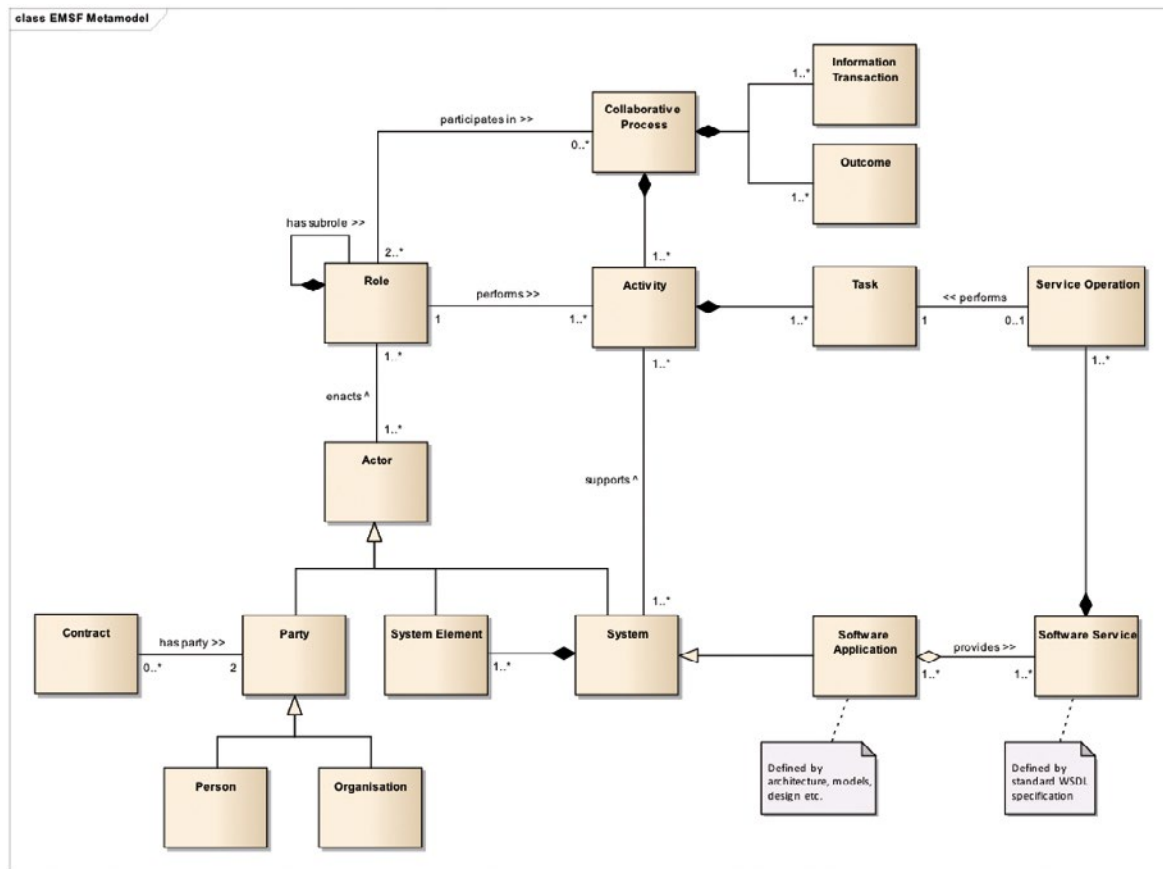 class EMSF Metamodel
Information
Transaction
1..*
Collaborative
Process
participates in >>
0..*
Outcome
1..*
has subrole >>
2..*
1..*
Role
performs >>
1
1..*
Activity
1..*
Task
<< performs
1
0..1
Service Operation
1..*
1..*
1..*
enacts ^
1..*
Actor
supports ^
1..*
Contract
has party >>
0..*
2
Party
System Element
1..*
System
Software
Application
provides >>
1..*
1..*
Software Service
Person
Organisation
Defined by
architecture, models,
design etc.
Defined by
standard WSDL
specification